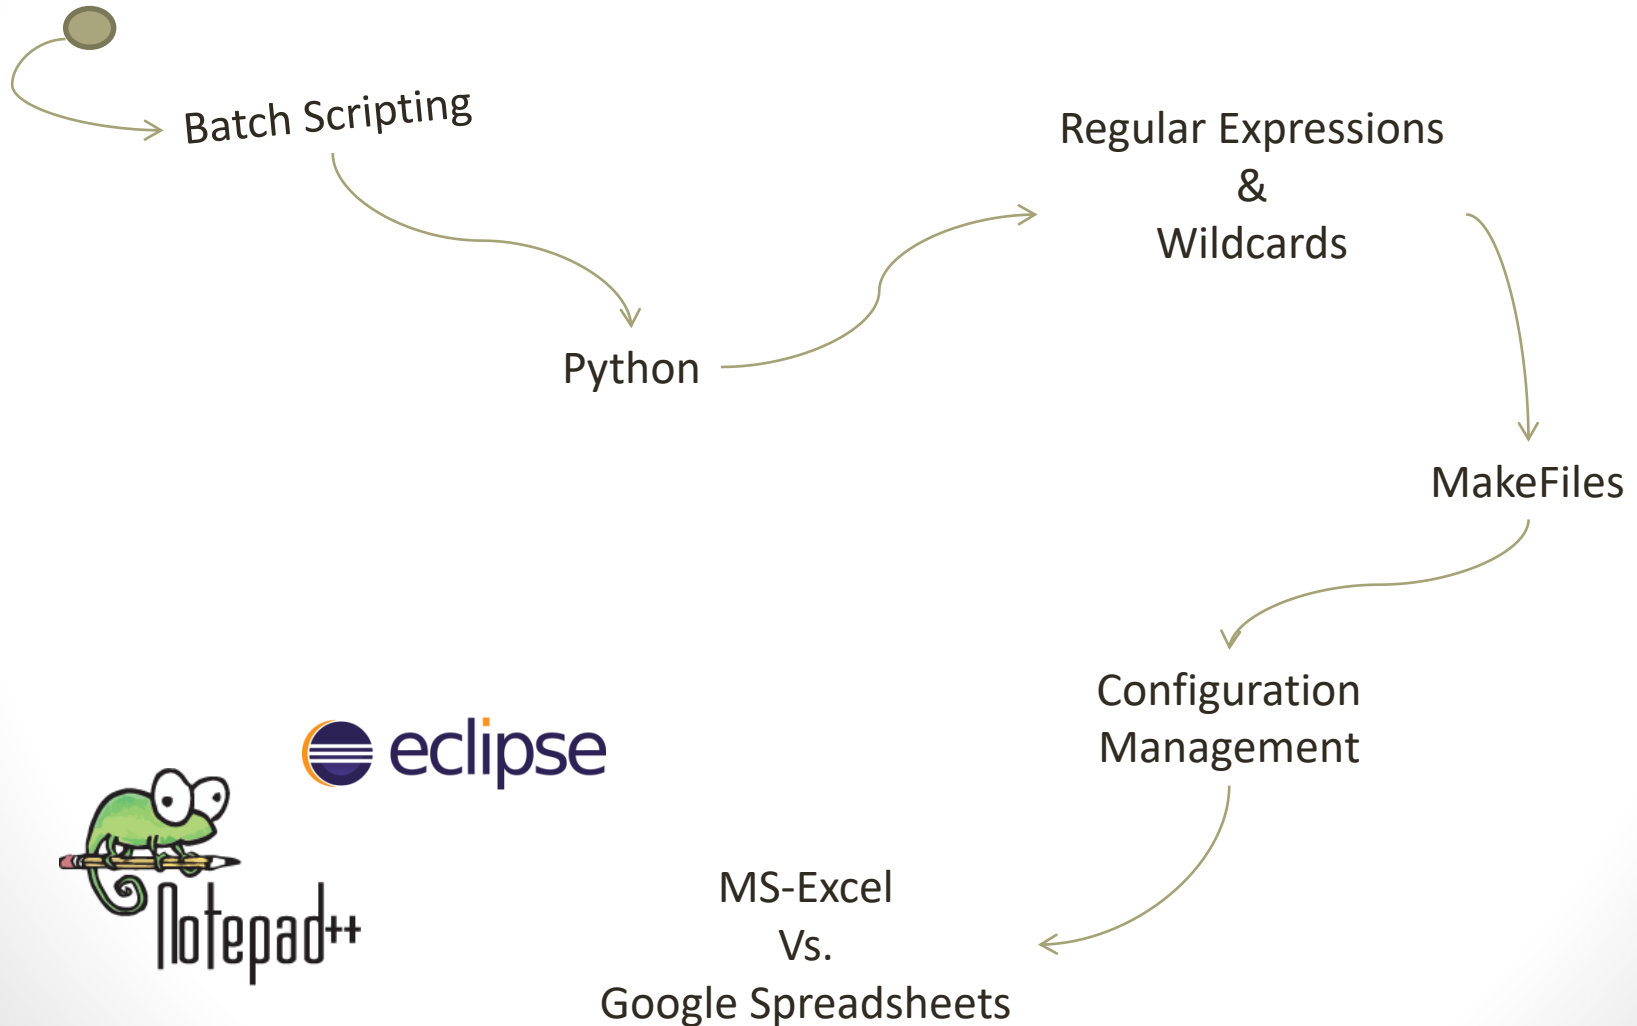 Batch Scripting
Regular Expressions
&
Wildcards
Python
MakeFiles
Configuration
Management
eclipse
Notepad++
MS-Excel
Vs.
Google Spreadsheets